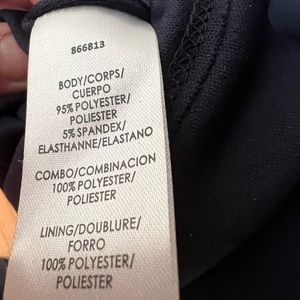 866813
BODY/CORPS/
CUERPO
95% POLYESTER/
POLIESTER
5% SPANDEX/
ELASTHANNE/ELASTANO
COMBO/COMBINACION
100% POLYESTER/
POLIESTER
LINING/DOUBLURE/
FORRO
100% POLYESTER/
POLIESTER